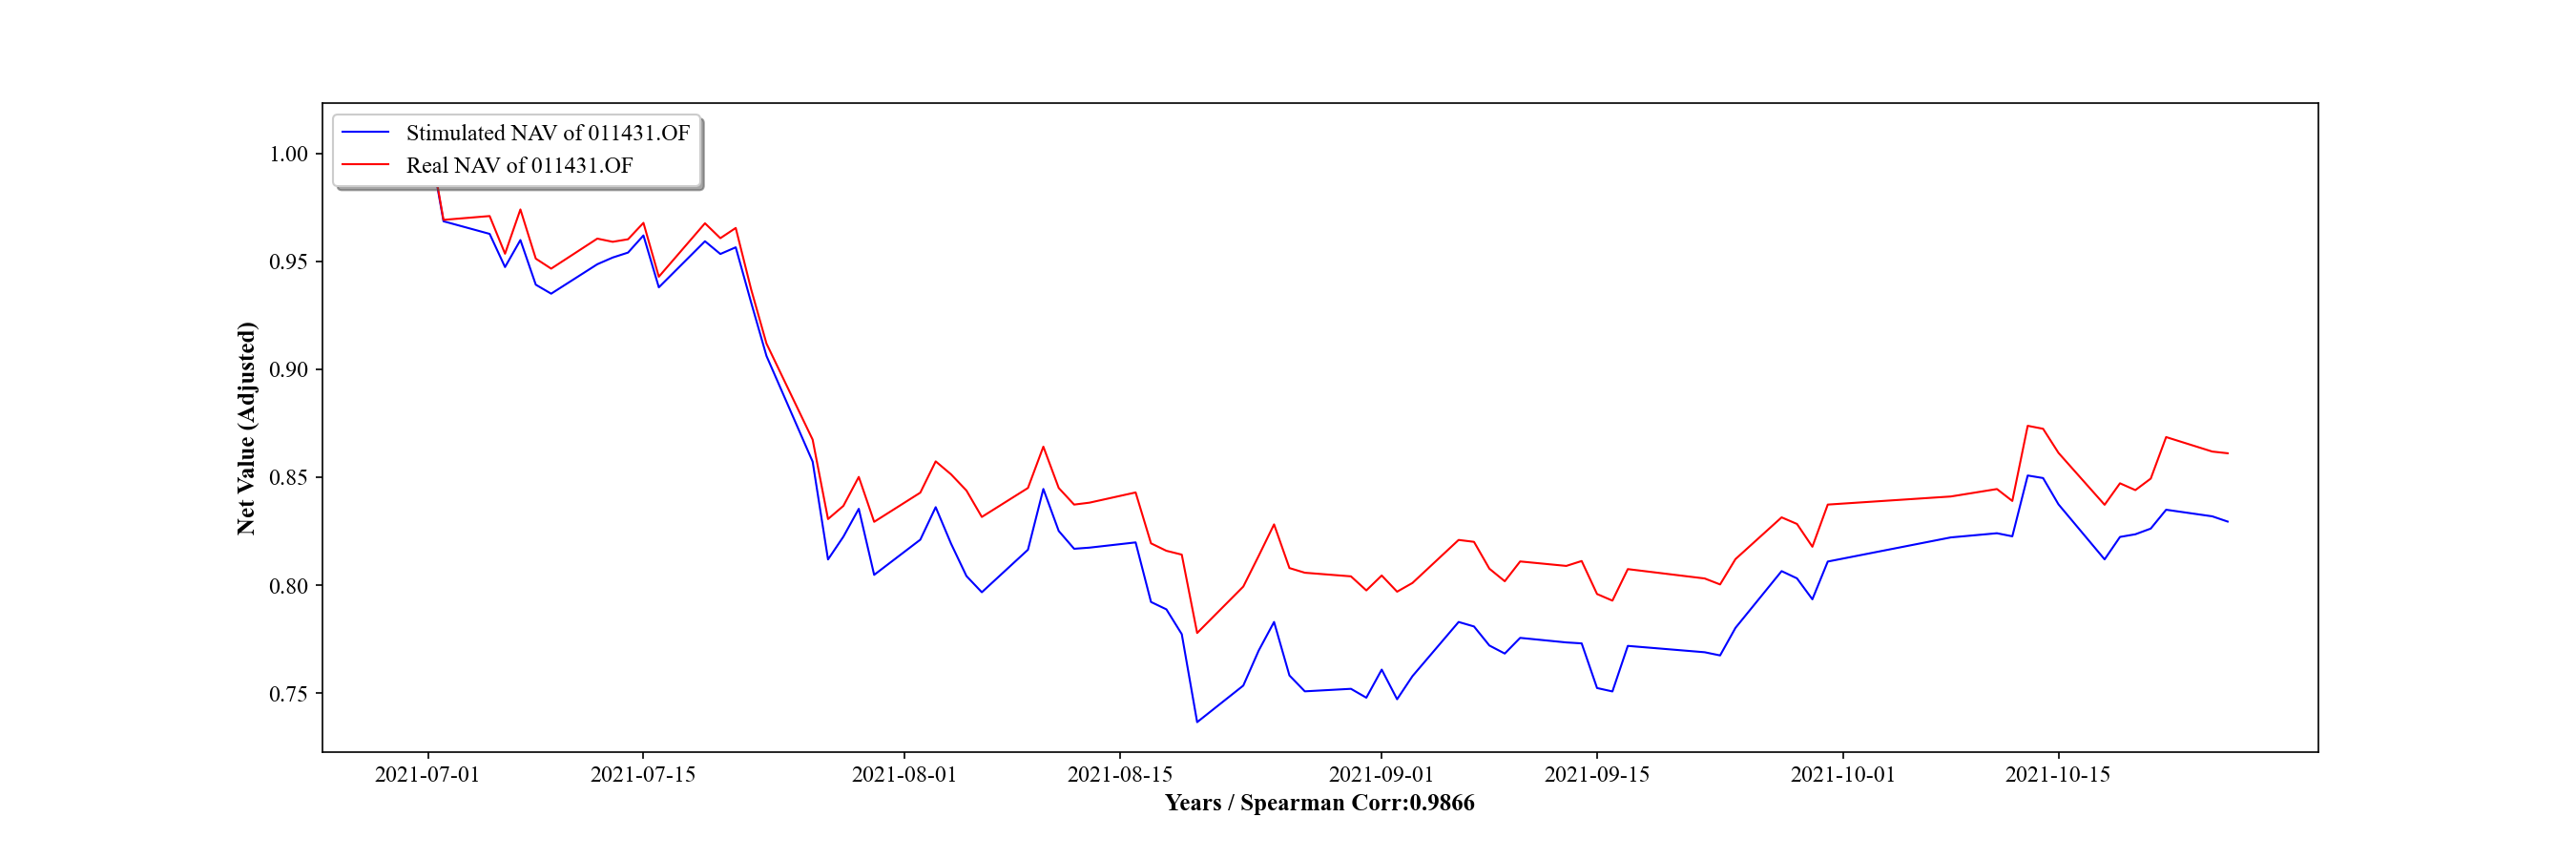 Stimulated NAV of 011431.OF
Real NAV of 011431.OF
1.00
0.95
0.90
0.85
0.80
0.75
Net Value (Adjusted)
2021-07-01 2021-07-15 2021-08-01 2021-08-15 2021-09-01 2021-09-15 2021-10-01 2021-10-15
Years / Spearman Corr:0.9866